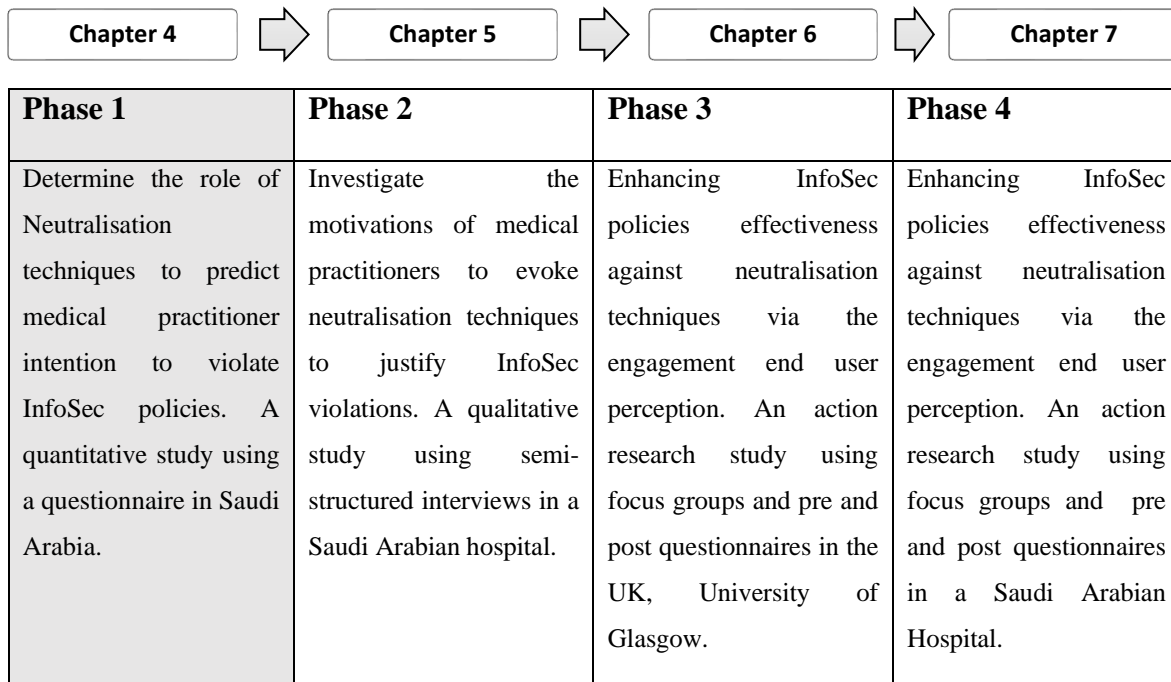 Chapter 4
Chapter 5
Chapter 6
Chapter 7
Phase 1
Phase 2
Phase 3
Phase 4
Determine the role of
Neutralisation
techniques to predict
medical practitioner
intention to violate
InfoSec policies. A
quantitative study using
a questionnaire in Saudi
Arabia.
Investigate the
motivations of medical
practitioners to evoke
neutralisation techniques
to justify InfoSec
violations. A qualitative
study using semi-
structured interviews in a
Saudi Arabian hospital.
Enhancing InfoSec
policies effectiveness
against neutralisation
techniques via the
engagement end user
perception. An action
research study using
focus groups and pre and
post questionnaires in the
UK, University of
Glasgow.
Enhancing InfoSec
policies effectiveness
against neutralisation
techniques via the
engagement end user
perception. An action
research study using
focus groups and pre
and post questionnaires
in a Saudi Arabian
Hospital.